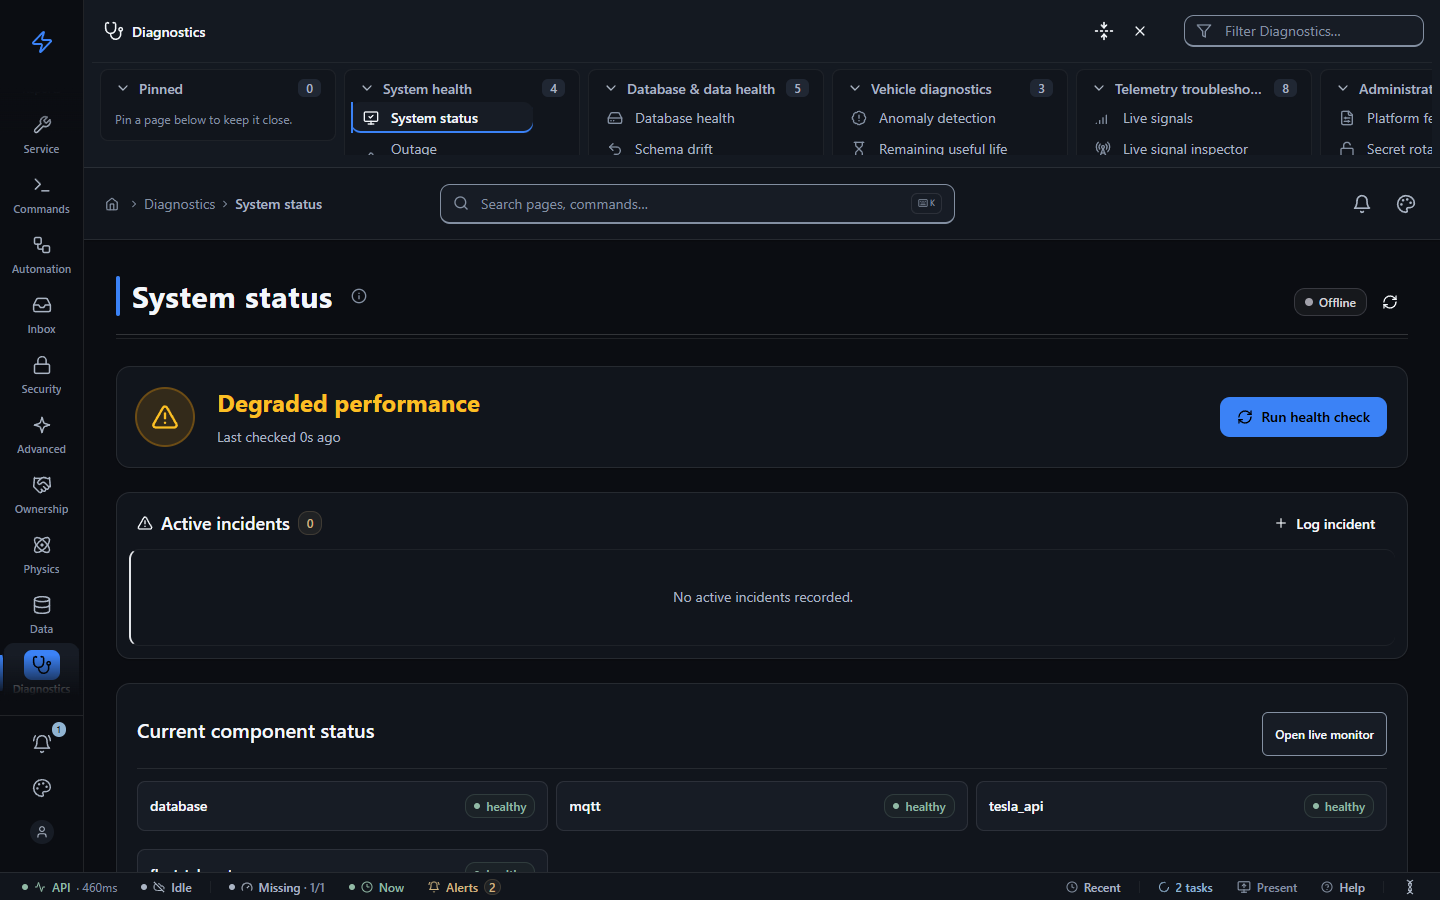 Diagnostics
Filter Diagnostics...
Pinned 0
Pin a page below to keep it close.
System health 4
System status
Outage
Database & data health 5
Database health
Schema drift
Vehicle diagnostics 3
Anomaly detection
Remaining useful life
Telemetry troublesho... 8
Live signals
Live signal inspector
Administrat
Platform fe
Secret rota
Service
Commands
Automation
Inbox
Security
Advanced
Ownership
Physics
Data
Diagnostics
1
Diagnostics
System status
Search pages, commands...
K
System status
Offline
Degraded performance
Last checked 0s ago
Run health check
Active incidents 0
Log incident
No active incidents recorded.
Current component status
Open live monitor
database healthy
mqtt healthy
tesla_api healthy
API · 460ms
Idle
Missing · 1/1
Now
Alerts 2
Recent
2 tasks
Present
Help